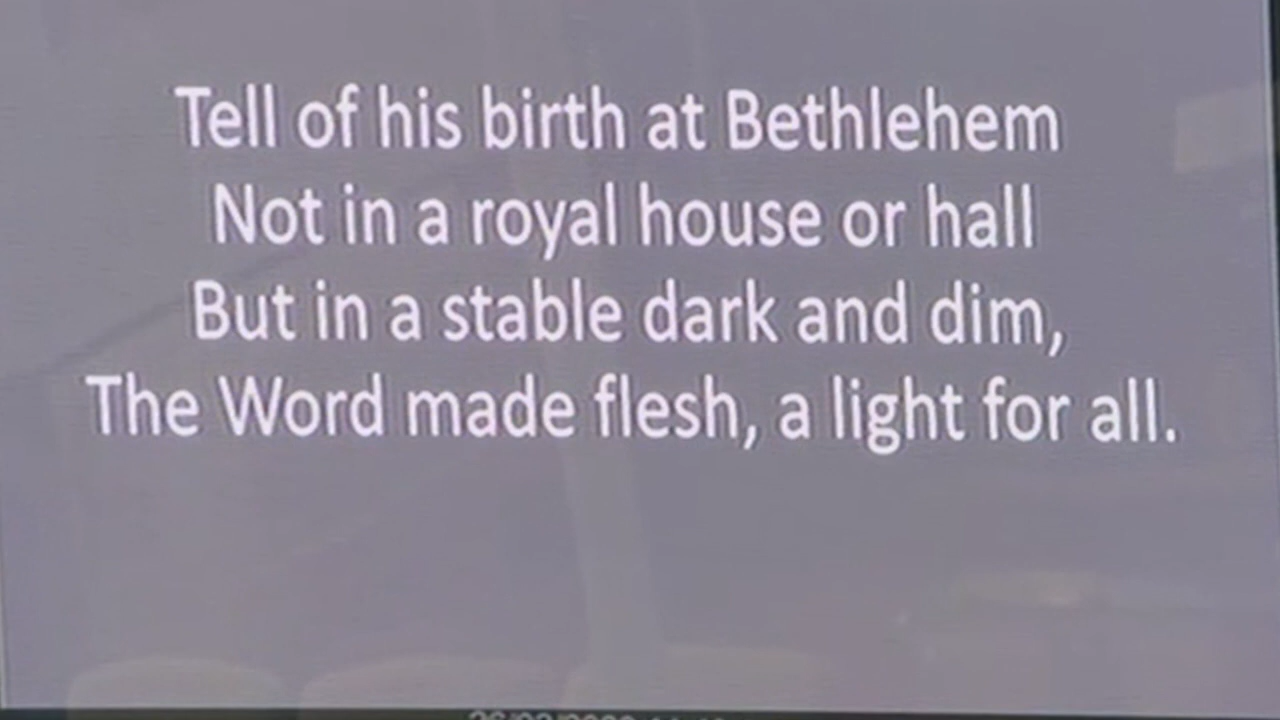 Tell of his birth at Bethlehem
Not in a royal house or hall
But in a stable dark and dim,
The Word made flesh, a light for all.